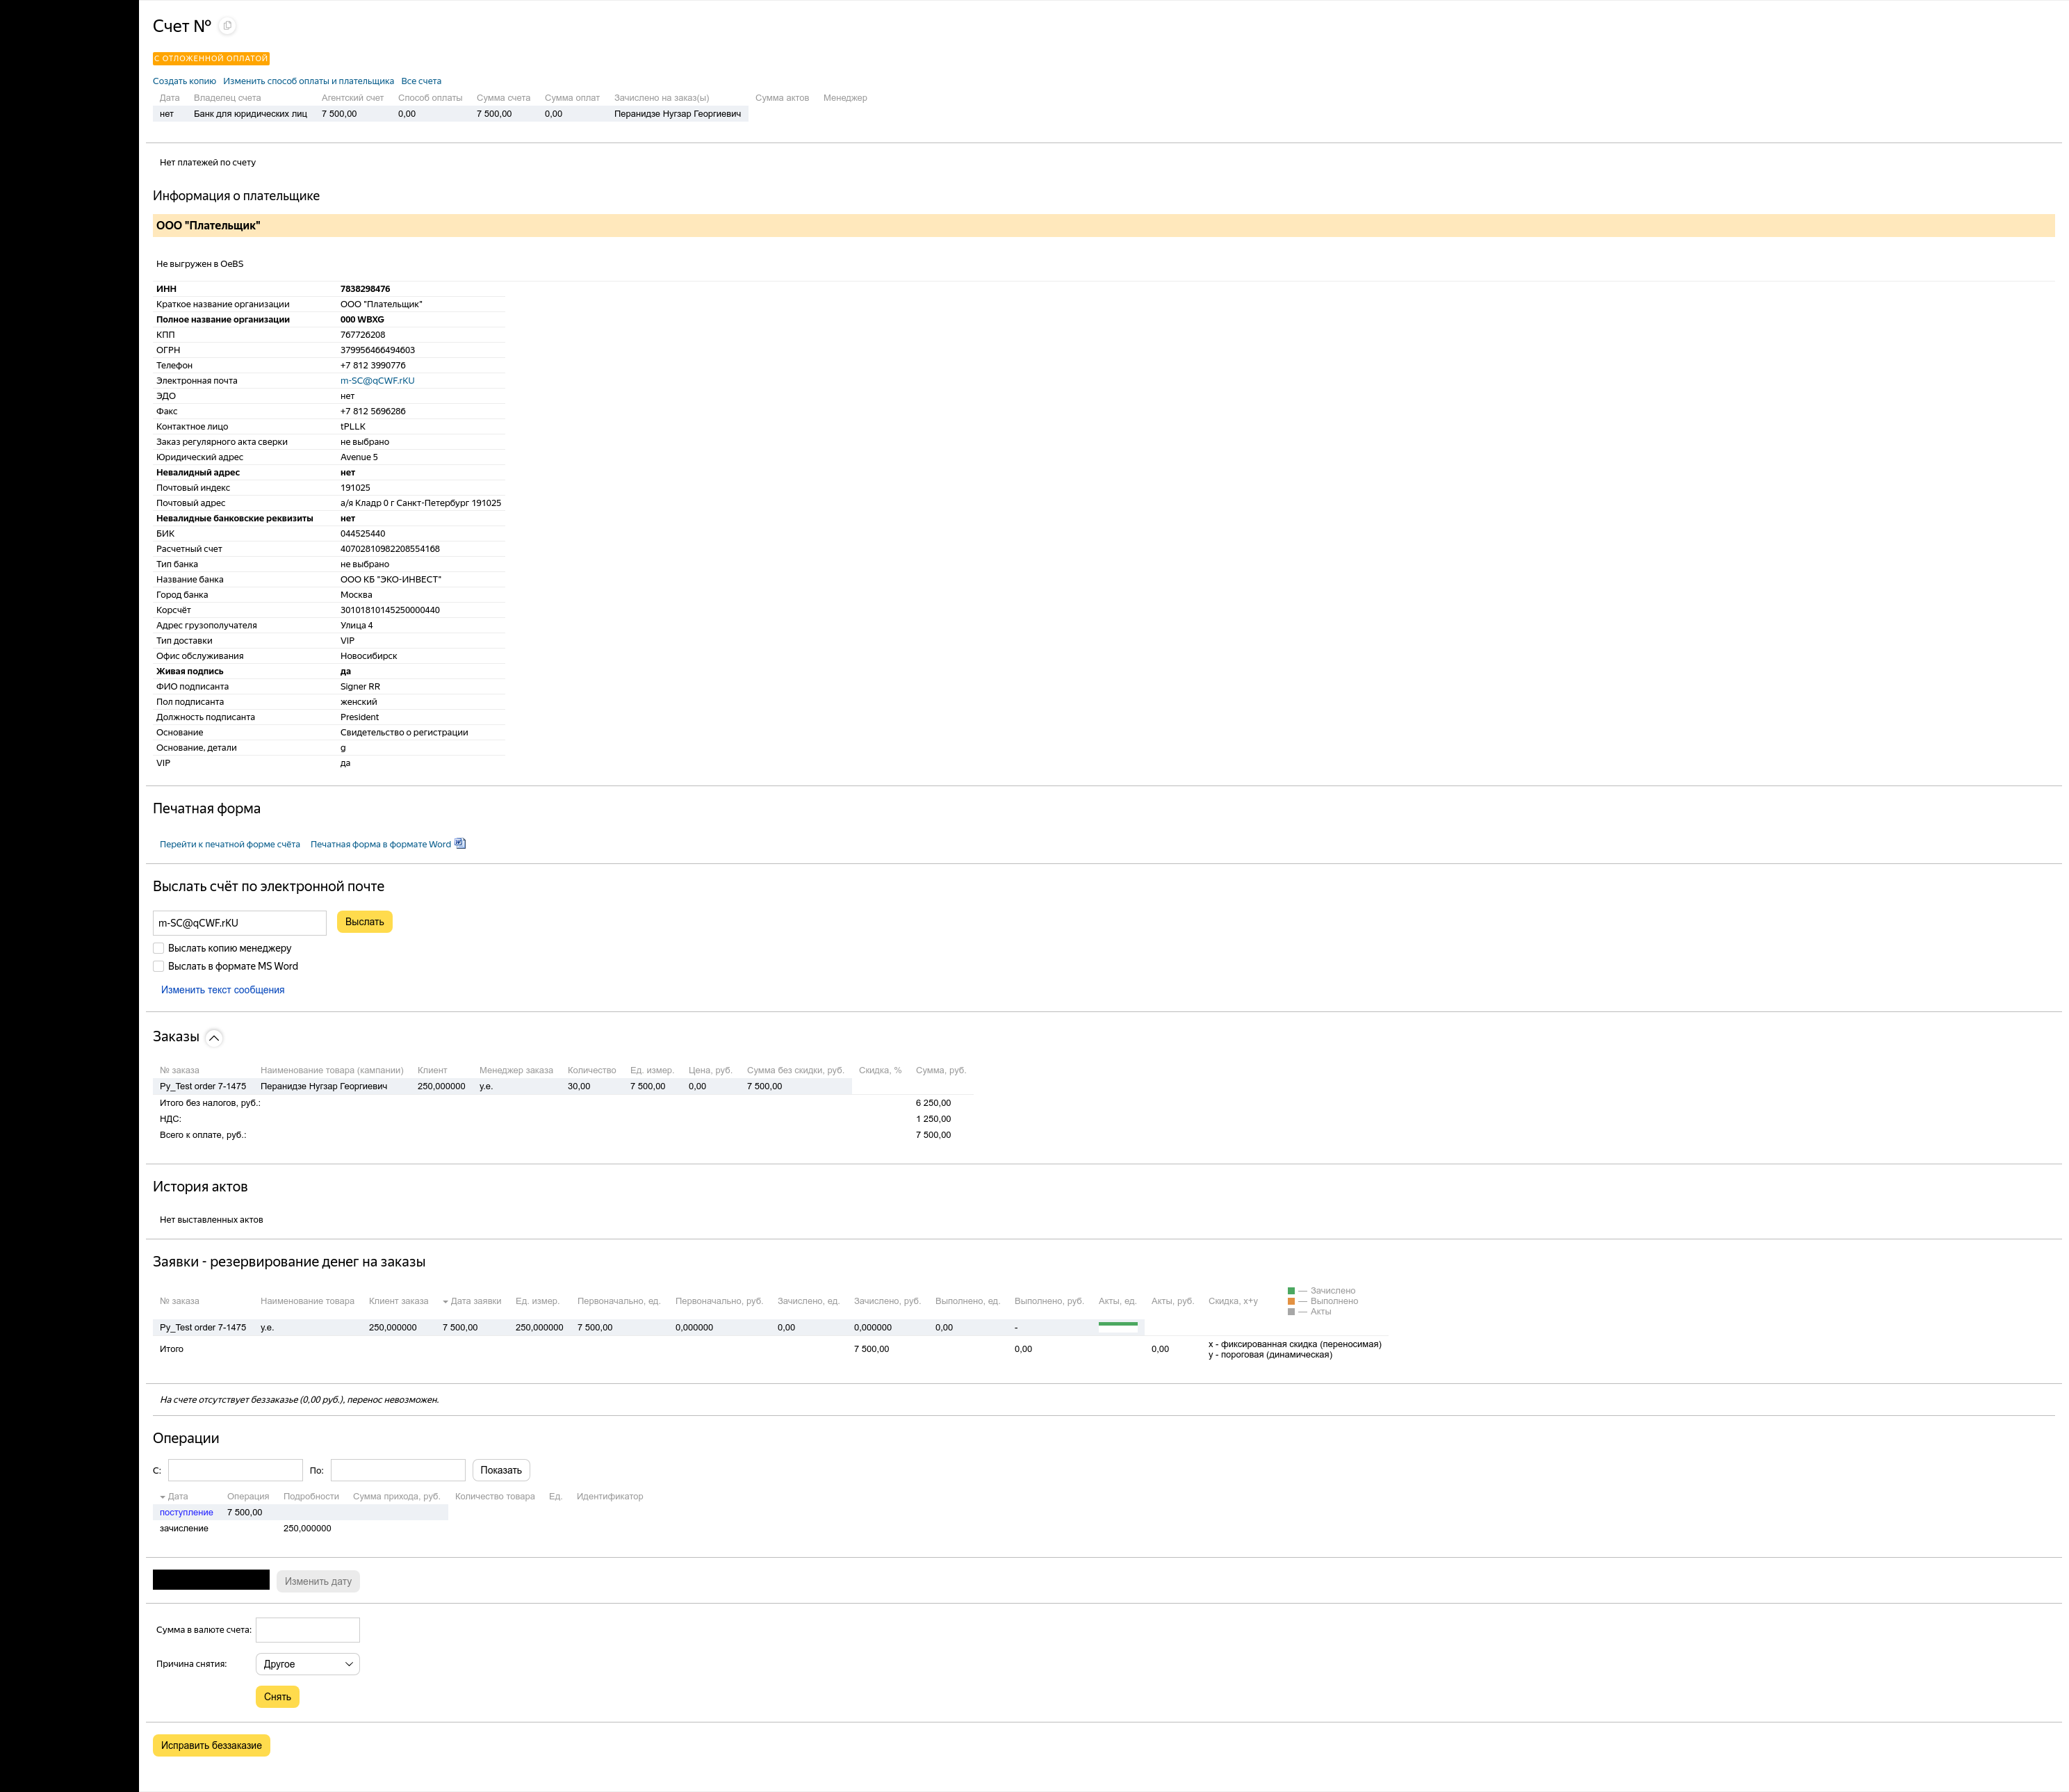 Счет №
С ОТЛОЖЕННОЙ ОПЛАТОЙ
Создать копию Изменить способ оплаты и плательщика Все счета
Дата Владелец счета Агентский счет Способ оплаты Сумма счета Сумма оплат Зачислено на заказ(ы) Сумма актов Менеджер
нет Банк для юридических лиц 7 500,00 0,00 7 500,00 0,00 Перанидзе Нугзар Георгиевич
Нет платежей по счету
Информация о плательщике
ООО "Плательщик"
Не выгружен в OeBS
ИНН 7838298476
Краткое название организации ООО "Плательщик"
Полное название организации 000 WBXG
КПП 767726208
ОГРН 379956466494603
Телефон +7 812 3990776
Электронная почта m-SC@qCWF.rKU
ЭДО нет
Факс +7 812 5696286
Контактное лицо tPLLK
Заказ регулярного акта сверки не выбрано
Юридический адрес Avenue 5
Невалидный адрес нет
Почтовый индекс 191025
Почтовый адрес а/я Кладр 0 г Санкт-Петербург 191025
Невалидные банковские реквизиты нет
БИК 044525440
Расчетный счет 40702810982208554168
Тип банка не выбрано
Название банка ООО КБ "ЭКО-ИНВЕСТ"
Город банка Москва
Корсчёт 30101810145250000440
Адрес грузополучателя Улица 4
Тип доставки VIP
Офис обслуживания Новосибирск
Живая подпись да
ФИО подписанта Signer RR
Пол подписанта женский
Должность подписанта President
Основание Свидетельство о регистрации
Основание, детали g
VIP да
Печатная форма
Перейти к печатной форме счёта Печатная форма в формате Word
Выслать счёт по электронной почте
m-SC@qCWF.rKU Выслать
Выслать копию менеджеру
Выслать в формате MS Word
Изменить текст сообщения
Заказы
№ заказа Наименование товара (кампании) Клиент Менеджер заказа Количество Ед. измер. Цена, руб. Сумма без скидки, руб. Скидка, % Сумма, руб.
Py_Test order 7-1475 Перанидзе Нугзар Георгиевич 250,000000 у.е. 30,00 7 500,00 0,00 7 500,00
Итого без налогов, руб.: 6 250,00
НДС: 1 250,00
Всего к оплате, руб.: 7 500,00
История актов
Нет выставленных актов
Заявки - резервирование денег на заказы
№ заказа Наименование товара Клиент заказа Дата заявки Ед. измер. Первоначально, ед. Первоначально, руб. Зачислено, ед. Зачислено, руб. Выполнено, ед. Выполнено, руб. Акты, ед. Акты, руб. Скидка, x+y
— Зачислено
— Выполнено
— Акты
Py_Test order 7-1475 у.е. 250,000000 7 500,00 250,000000 7 500,00 0,000000 0,00 0,000000 0,00 -
Итого 7 500,00 0,00 0,00
x - фиксированная скидка (переносимая)
y - пороговая (динамическая)
На счете отсутствует беззаказье (0,00 руб.), перенос невозможен.
Операции
С: По: Показать
Дата Операция Подробности Сумма прихода, руб. Количество товара Ед. Идентификатор
поступление 7 500,00
зачисление 250,000000
Изменить дату
Сумма в валюте счета:
Причина снятия: Другое
Снять
Исправить беззаказие